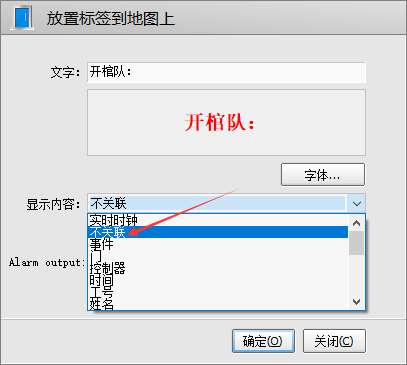 放置标签到地图上
文字:
开棺队:
开棺队:
字体...
显示内容:
不关联
实时时钟
不关联
事件
门
控制器
时间
工号
姓名
Alarm output:
确定(O)
关闭(C)